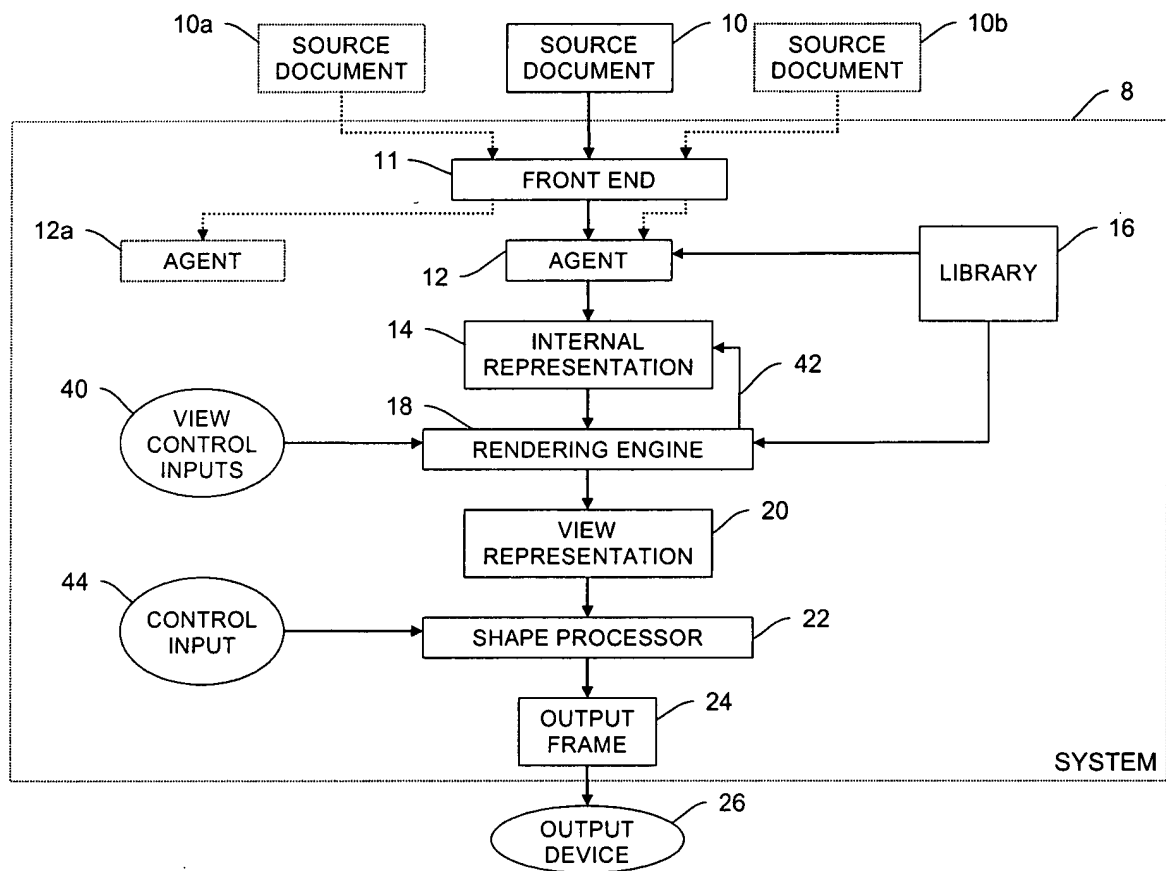 10a
SOURCE
DOCUMENT
10
SOURCE
DOCUMENT
10b
SOURCE
DOCUMENT
8
11
FRONT END
12a
AGENT
12
AGENT
16
LIBRARY
14
INTERNAL
REPRESENTATION
42
40
VIEW
CONTROL
INPUTS
18
RENDERING ENGINE
20
VIEW
REPRESENTATION
44
CONTROL
INPUT
SHAPE PROCESSOR
22
24
OUTPUT
FRAME
SYSTEM
26
OUTPUT
DEVICE